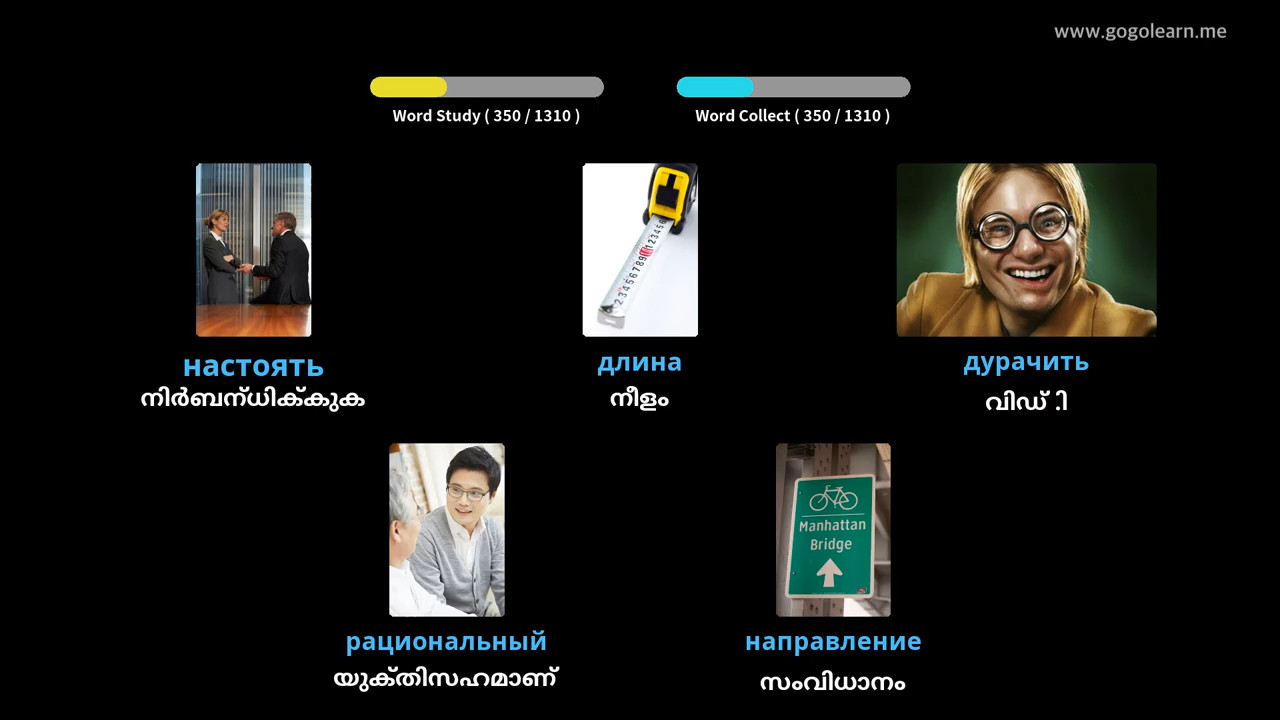 www.gogolearn.me
Word Study ( 350 / 1310 )
Word Collect ( 350 / 1310 )
настоять
നിർബന്ധിക്കുക
длина
നീളം
дурачить
വിഡ് .ി
рациональный
യുക്തിസഹമാണ്
Manhattan
Bridge
направление
സംവിധാനം